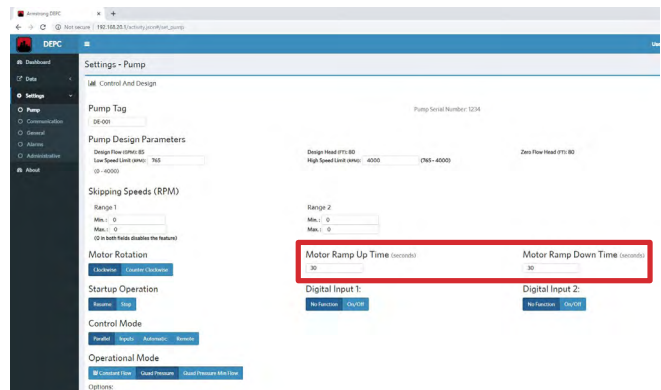 Armstrong DEPC
Not secure | 192.168.20.1/activity.json#/set_pump
DEPC
Use
Dashboard
Data
Settings
Pump
Communication
General
Alarms
Administrative
About
Settings - Pump
Control And Design
Pump Tag
Pump Serial Number: 1234
DE-001
Pump Design Parameters
Design Flow (GPM): 85
Design Head (FT): 80
Zero Flow Head (FT): 80
Low Speed Limit (RPM): 765
High Speed Limit (RPM): 4000 (765 - 4000)
(0 - 4000)
Skipping Speeds (RPM)
Range 1
Range 2
Min.: 0
Min.: 0
Max.: 0
Max.: 0
(0 in both fields disables the feature)
Motor Rotation
Motor Ramp Up Time (seconds)
Motor Ramp Down Time (seconds)
Clockwise Counter Clockwise
30
30
Startup Operation
Digital Input 1:
Digital Input 2:
Resume Stop
No Function On/Off
No Function On/Off
Control Mode
Parallel Inputs Automatic Remote
Operational Mode
Constant Flow Quad Pressure Quad Pressure Min Flow
Options: